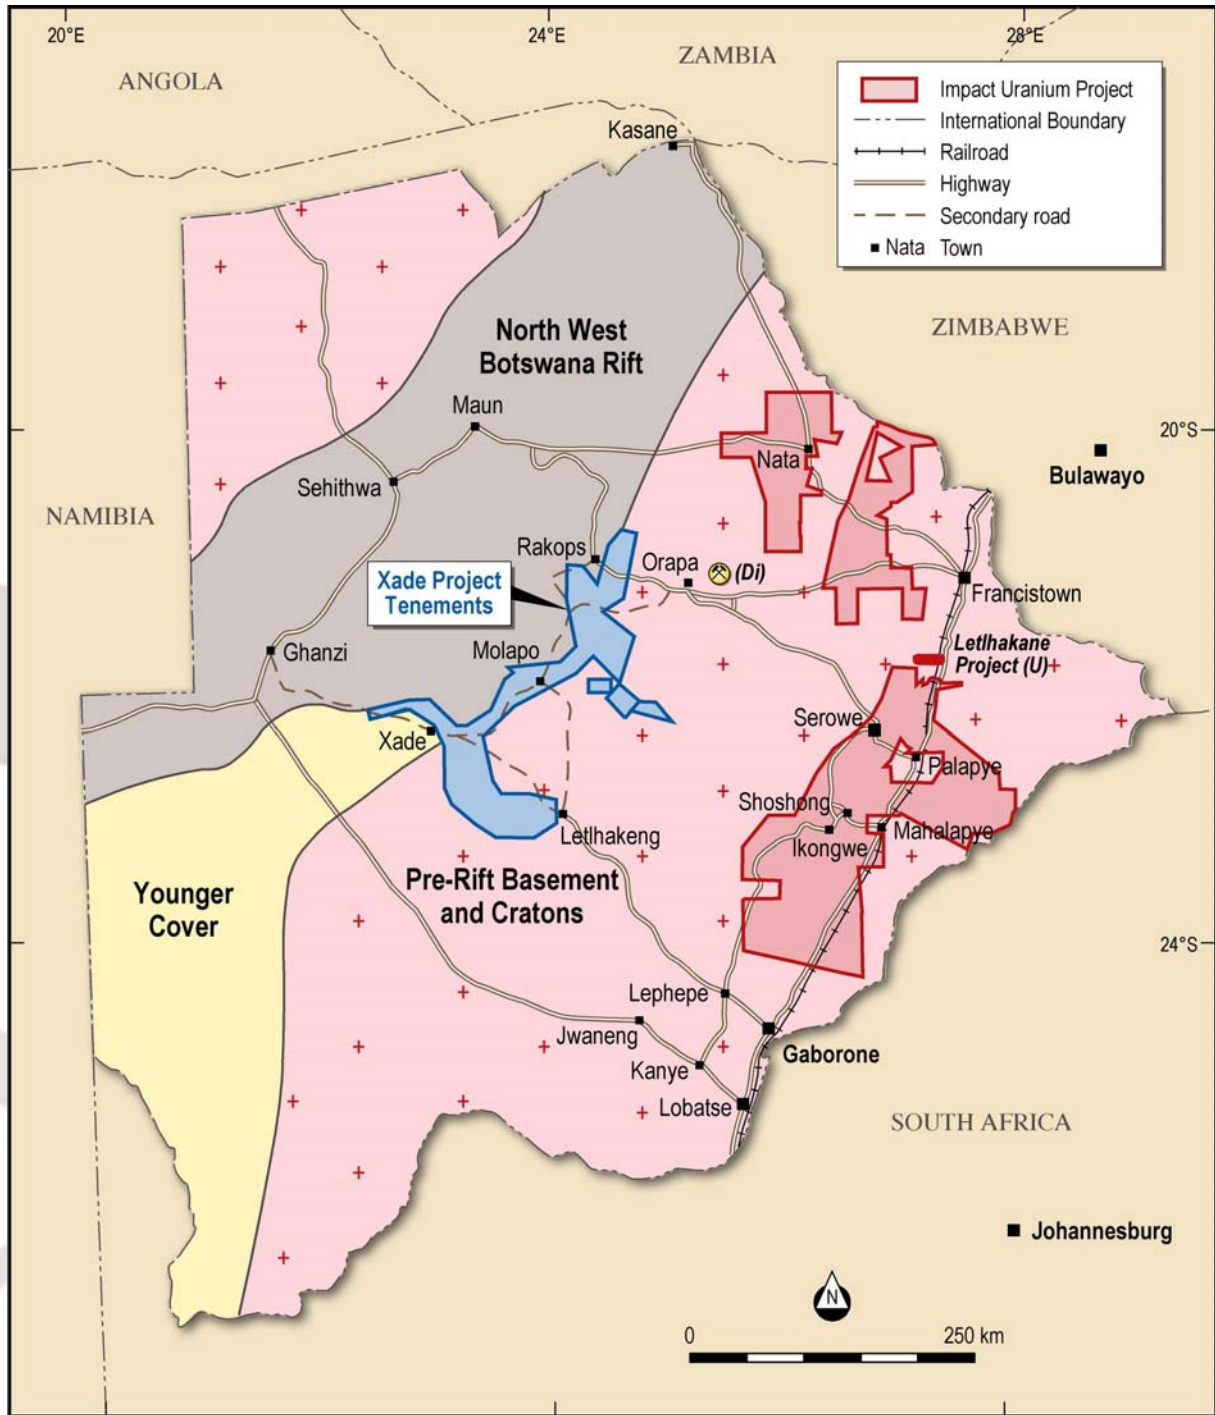 20°E
24°E
28°E
ANGOLA
ZAMBIA
Impact Uranium Project
International Boundary
Railroad
Highway
Secondary road
Nata Town
Kasane
ZIMBABWE
North West
Botswana Rift
Maun
20°S
Nata
Bulawayo
Sehithwa
NAMIBIA
Rakops
Orapa
(Di)
Xade Project
Tenements
Francistown
Letlhakane
Project (U)
Ghanzi
Molapo
Serowe
Xade
Palapye
Shoshong
Mahalapye
Ikongwe
Letlhakeng
Pre-Rift Basement
and Cratons
Younger
Cover
24°S
Lephepe
Jwaneng
Gaborone
Kanye
Lobatse
SOUTH AFRICA
Johannesburg
N
0
250 km